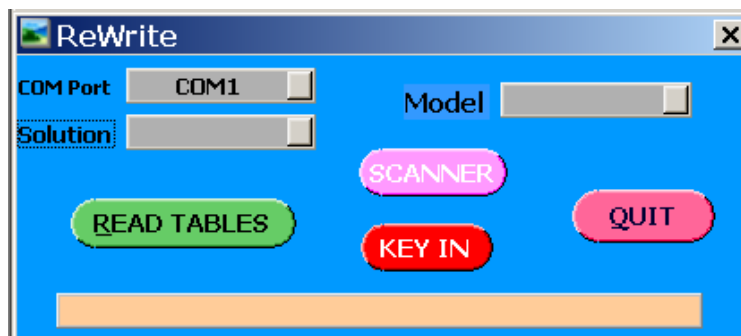 ReWrite
COM Port COM1
Model
Solution
SCANNER
READ TABLES
QUIT
KEY IN